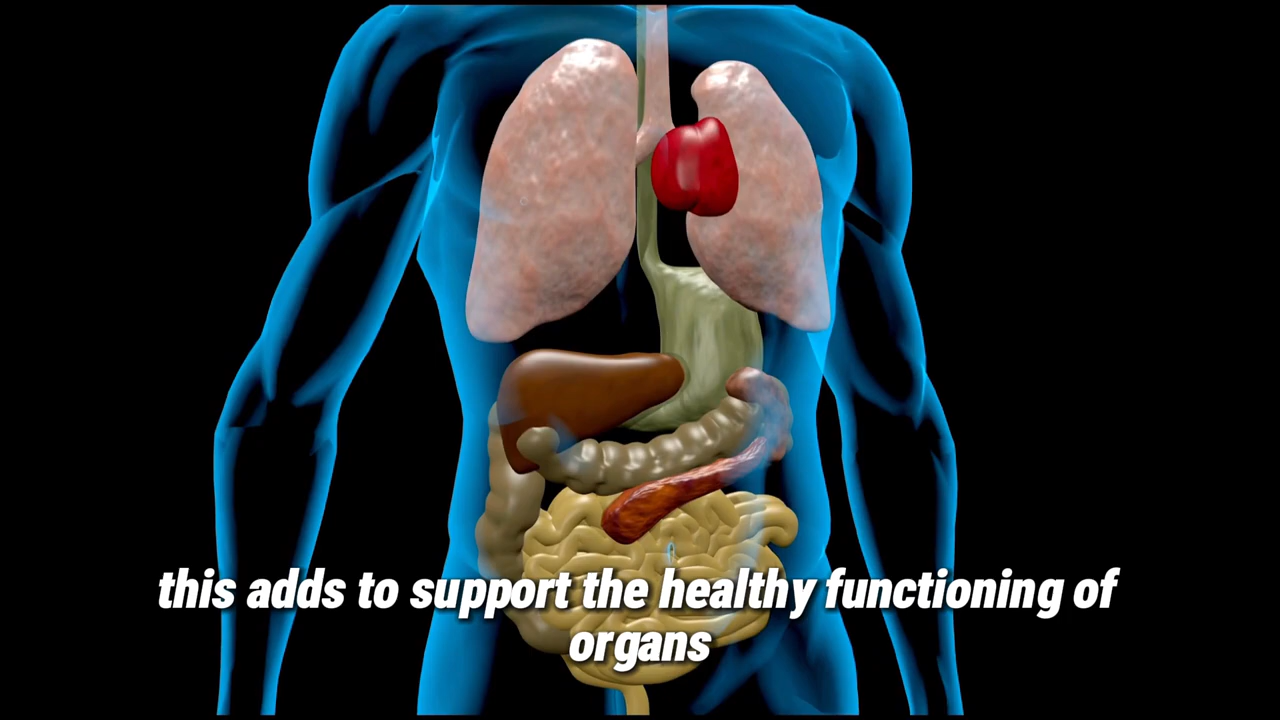 this adds to support the healthy functioning of
organs